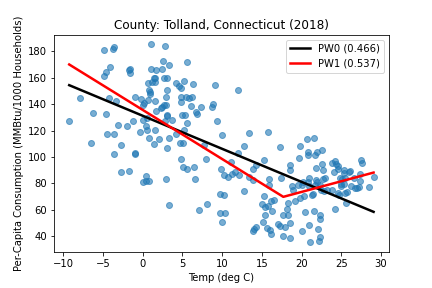 County: Tolland, Connecticut (2018)
PW0 (0.466)
PW1 (0.537)
Per-Capita Consumption (MMBtu/1000 Households)
180
160
140
120
100
80
60
40
−10 −5 0 5 10 15 20 25 30
Temp (deg C)